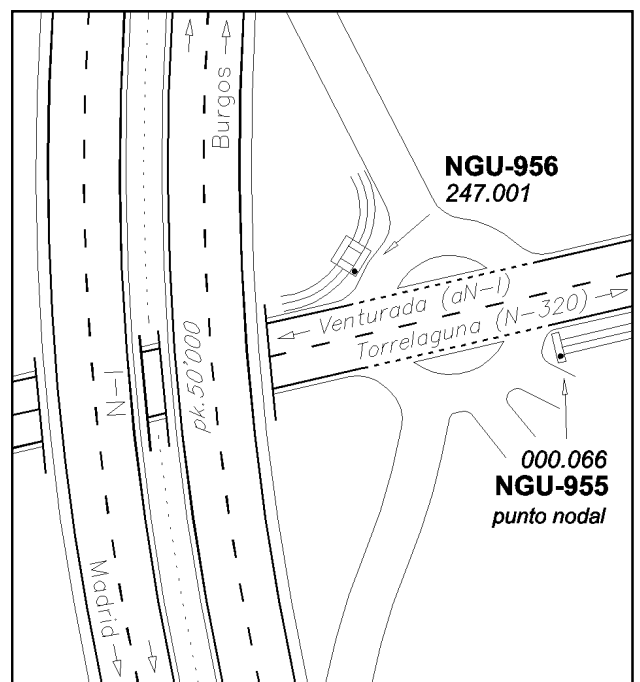 Burgos
NGU-956
247.001
Venturada (aN-I)
Torrelaguna (N-320)
pk.50'000
N-I
000.066
NGU-955
punto nodal
Madrid